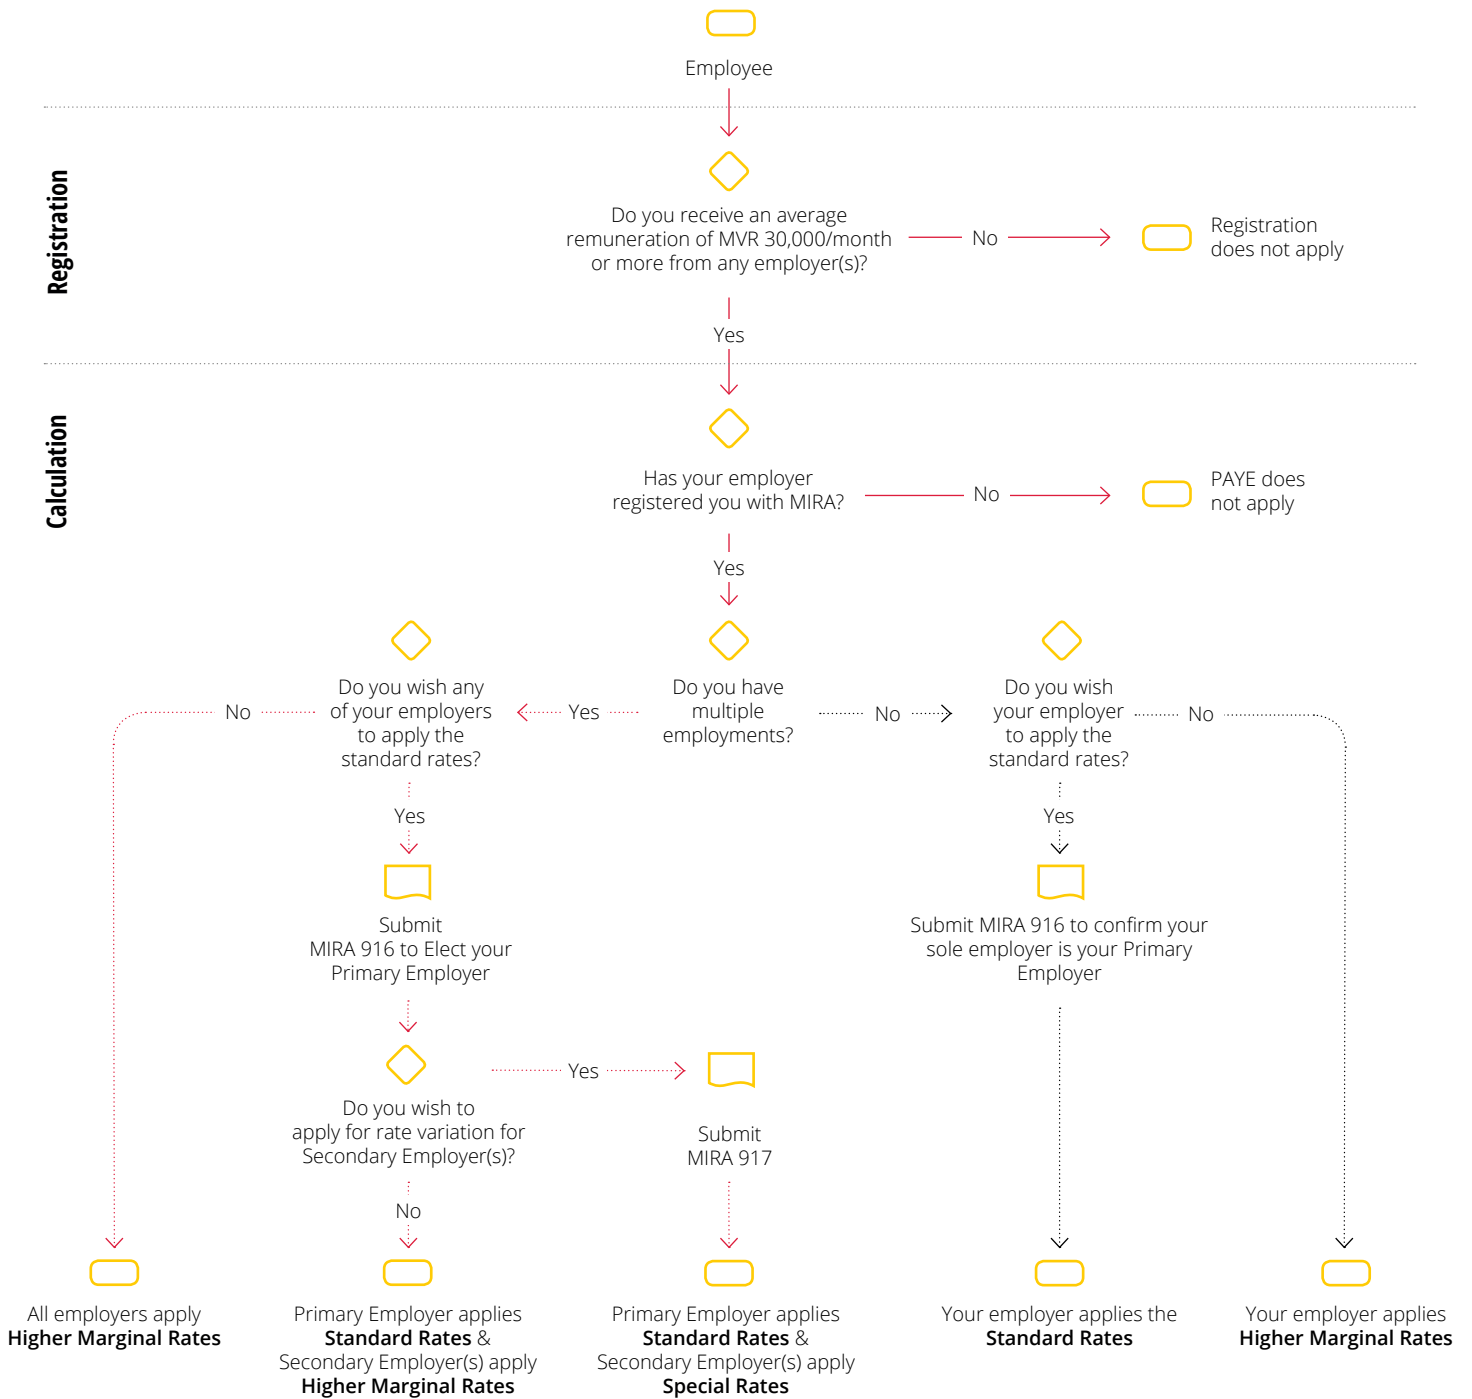 Employee
Registration
Do you receive an average
remuneration of MVR 30,000/month
or more from any employer(s)?
No
Registration
does not apply
Yes
Calculation
Has your employer
registered you with MIRA?
No
PAYE does
not apply
Yes
Do you wish any
of your employers
to apply the
standard rates?
No
Yes
Do you have
multiple
employments?
No
Do you wish
your employer
to apply the
standard rates?
No
Yes
Yes
Submit
MIRA 916 to Elect your
Primary Employer
Submit MIRA 916 to confirm your
sole employer is your Primary
Employer
Do you wish to
apply for rate variation for
Secondary Employer(s)?
Yes
Submit
MIRA 917
No
All employers apply
Higher Marginal Rates
Primary Employer applies
Standard Rates &
Secondary Employer(s) apply
Higher Marginal Rates
Primary Employer applies
Standard Rates &
Secondary Employer(s) apply
Special Rates
Your employer applies the
Standard Rates
Your employer applies
Higher Marginal Rates